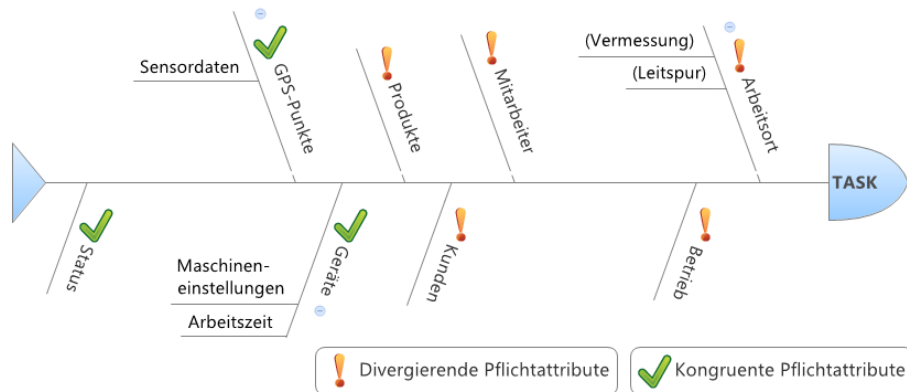 Sensordaten
GPS-Punkte
Produkte
Mitarbeiter
(Vermessung)
(Leitspur)
Arbeitsort
TASK
Status
Maschinen-
einstellungen
Arbeitszeit
Geräte
Kunden
Betrieb
Divergierende Pflichtattribute
Kongruente Pflichtattribute